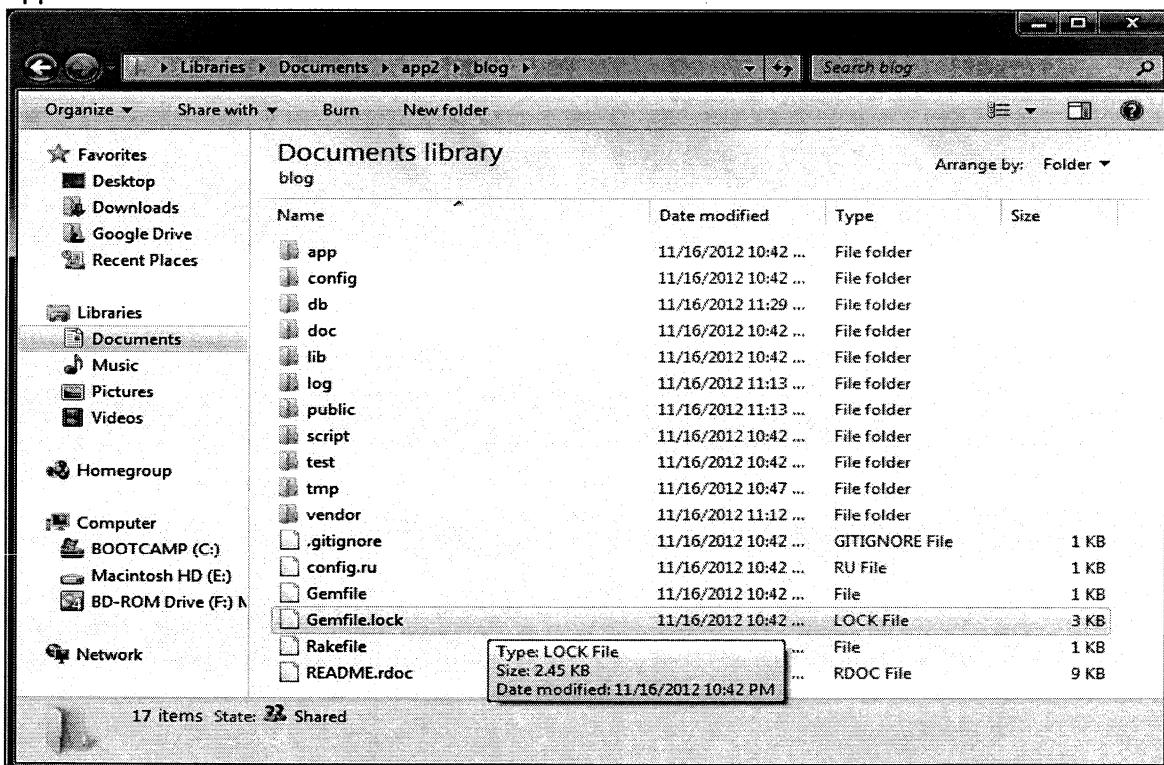 Libraries Documents app2 blog Search blog
Organize Share with Burn New folder
Favorites
Desktop
Downloads
Google Drive
Recent Places
Libraries
Documents
Music
Pictures
Videos
Homegroup
Computer
BOOTCAMP (C:)
Macintosh HD (E:)
BD-ROM Drive (F:) N
Network
Documents library
blog
Arrange by: Folder
Name Date modified Type Size
app 11/16/2012 10:42 ... File folder
config 11/16/2012 10:42 ... File folder
db 11/16/2012 11:29 ... File folder
doc 11/16/2012 10:42 ... File folder
lib 11/16/2012 10:42 ... File folder
log 11/16/2012 11:13 ... File folder
public 11/16/2012 11:13 ... File folder
script 11/16/2012 10:42 ... File folder
test 11/16/2012 10:42 ... File folder
tmp 11/16/2012 10:47 ... File folder
vendor 11/16/2012 11:12 ... File folder
.gitignore 11/16/2012 10:42 ... GITIGNORE File 1 KB
config.ru 11/16/2012 10:42 ... RU File 1 KB
Gemfile 11/16/2012 10:42 ... File 1 KB
Gemfile.lock 11/16/2012 10:42 ... LOCK File 3 KB
Rakefile ... File 1 KB
README.rdoc ... RDOC File 9 KB
Type: LOCK File
Size: 2.45 KB
Date modified: 11/16/2012 10:42 PM
17 items State: Shared